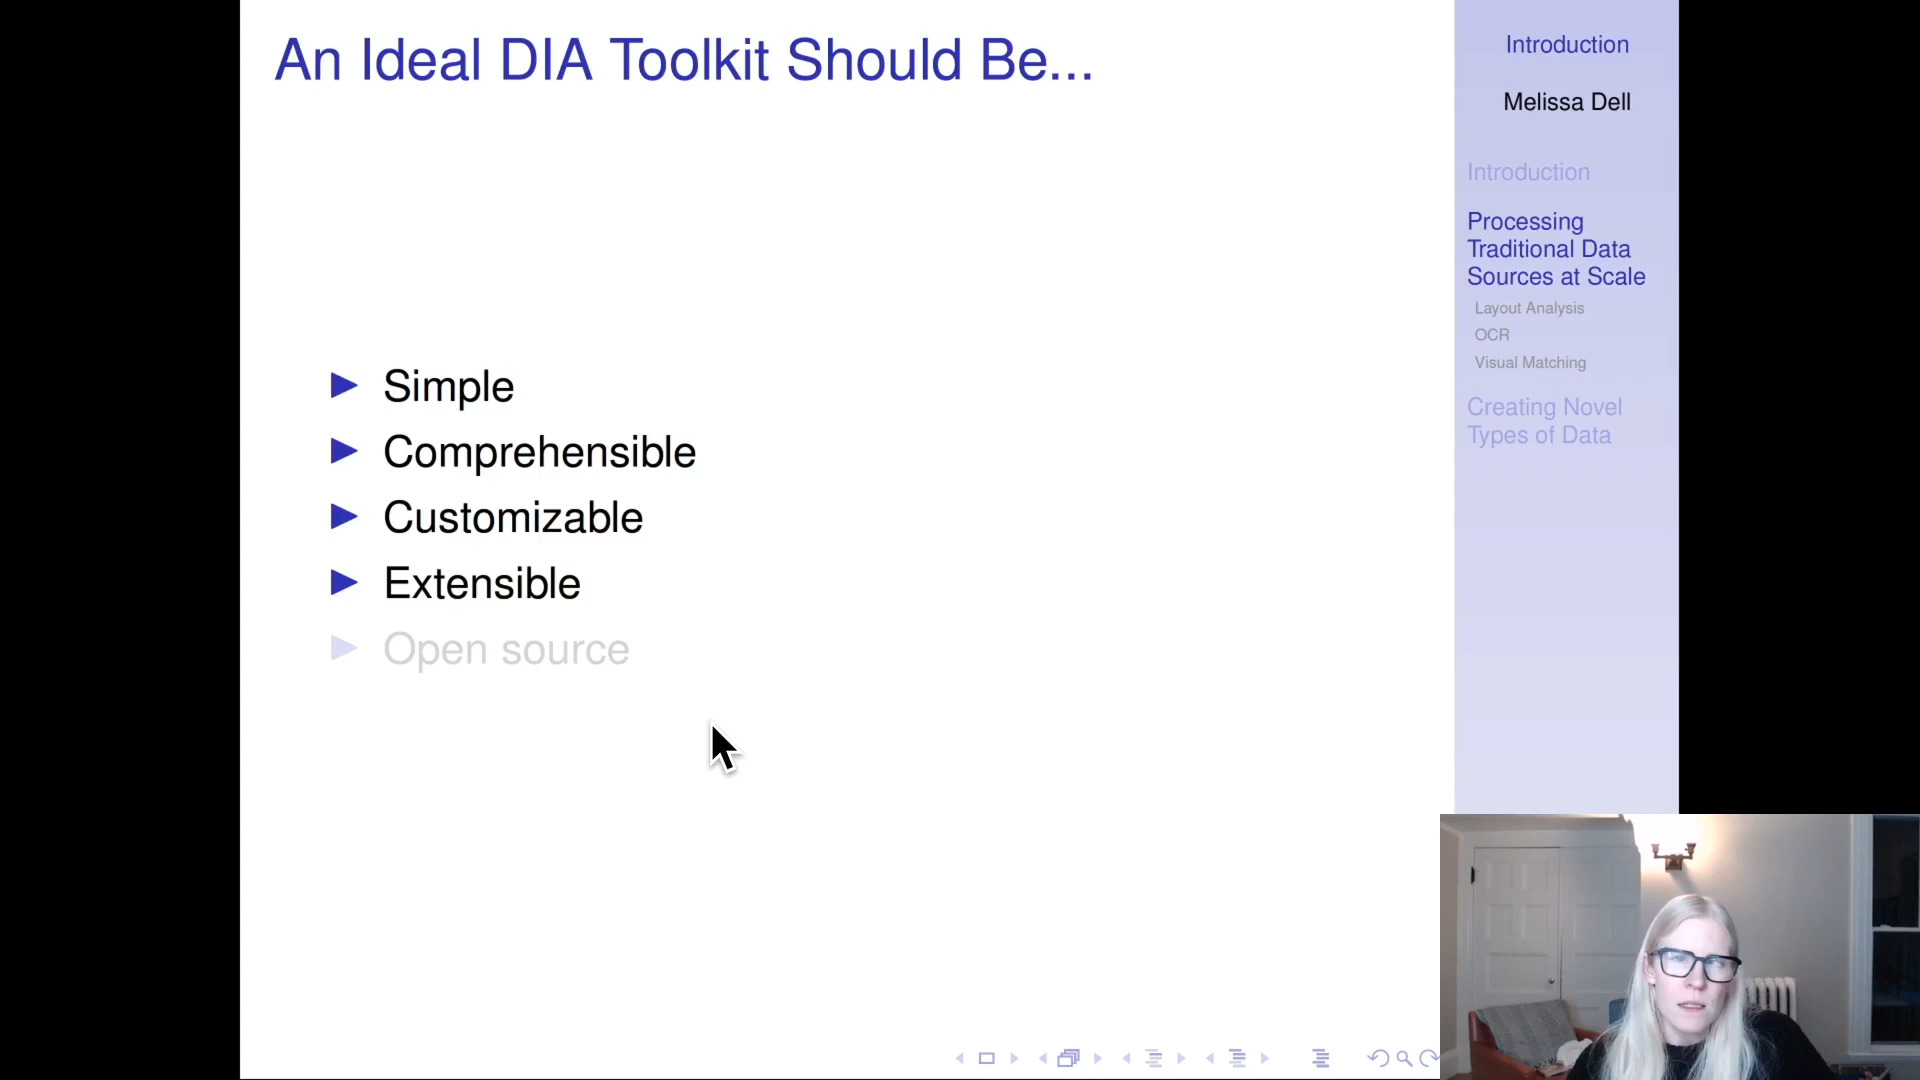 An Ideal DIA Toolkit Should Be...
Simple
Comprehensible
Customizable
Extensible
Open source
Introduction
Melissa Dell
Introduction
Processing
Traditional Data
Sources at Scale
Layout Analysis
OCR
Visual Matching
Creating Novel
Types of Data